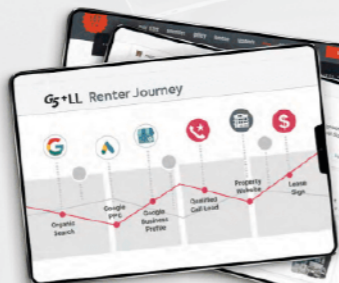 G5+LL Renter Journey
Organic
Search
Google
PPC
Google
Business
Profile
Qualified
Call Lead
Property
Website
Lease
Sign